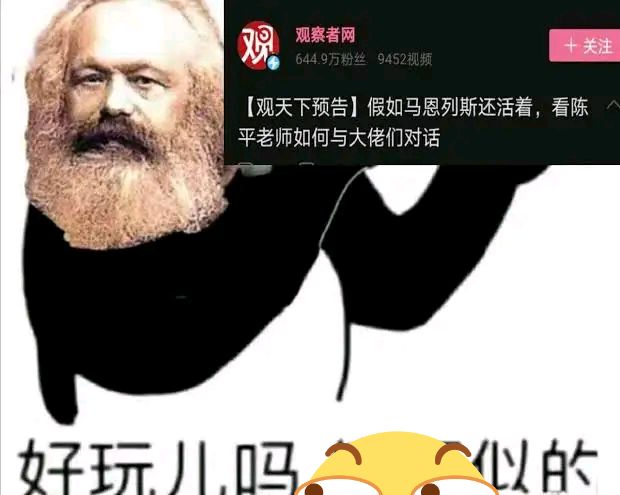 观
观察者网
644.9万粉丝 9452视频
+ 关注
【观天下预告】假如马恩列斯还活着，看陈
平老师如何与大佬们对话
好玩儿吗 似的